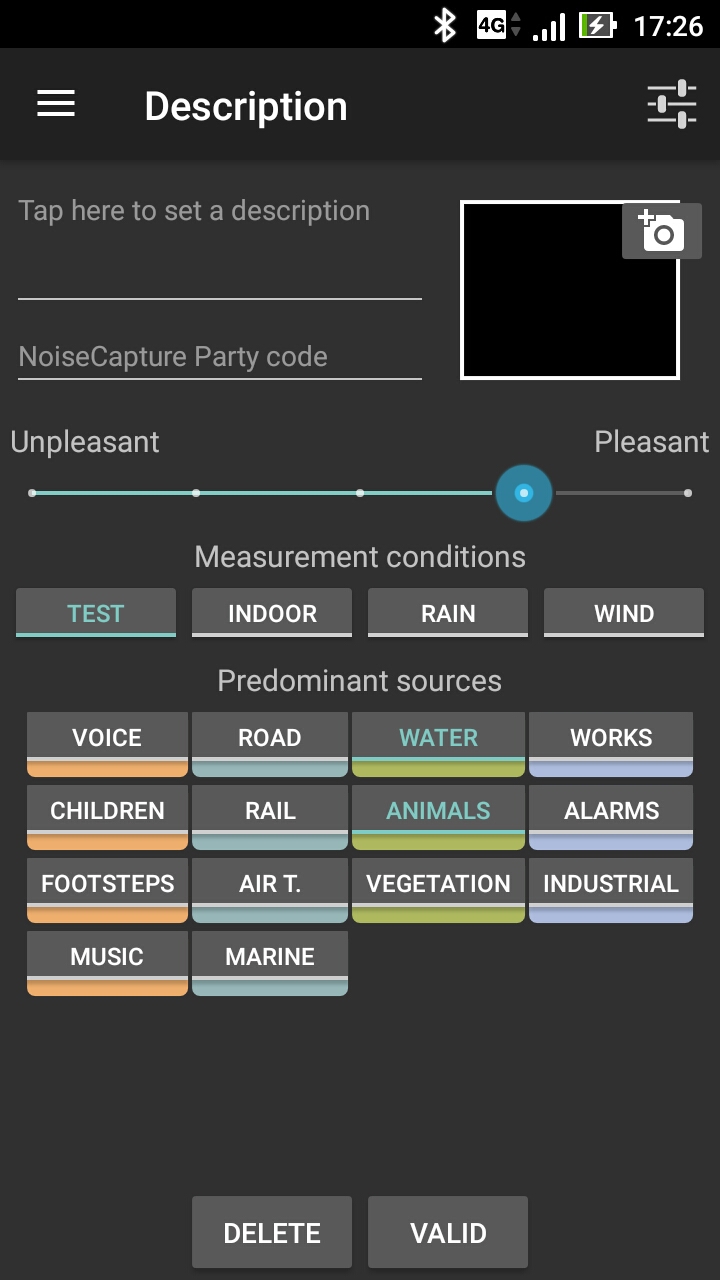 4G 17:26
Description
Tap here to set a description
NoiseCapture Party code
Unpleasant Pleasant
Measurement conditions
TEST INDOOR RAIN WIND
Predominant sources
VOICE ROAD WATER WORKS
CHILDREN RAIL ANIMALS ALARMS
FOOTSTEPS AIR T. VEGETATION INDUSTRIAL
MUSIC MARINE
DELETE VALID